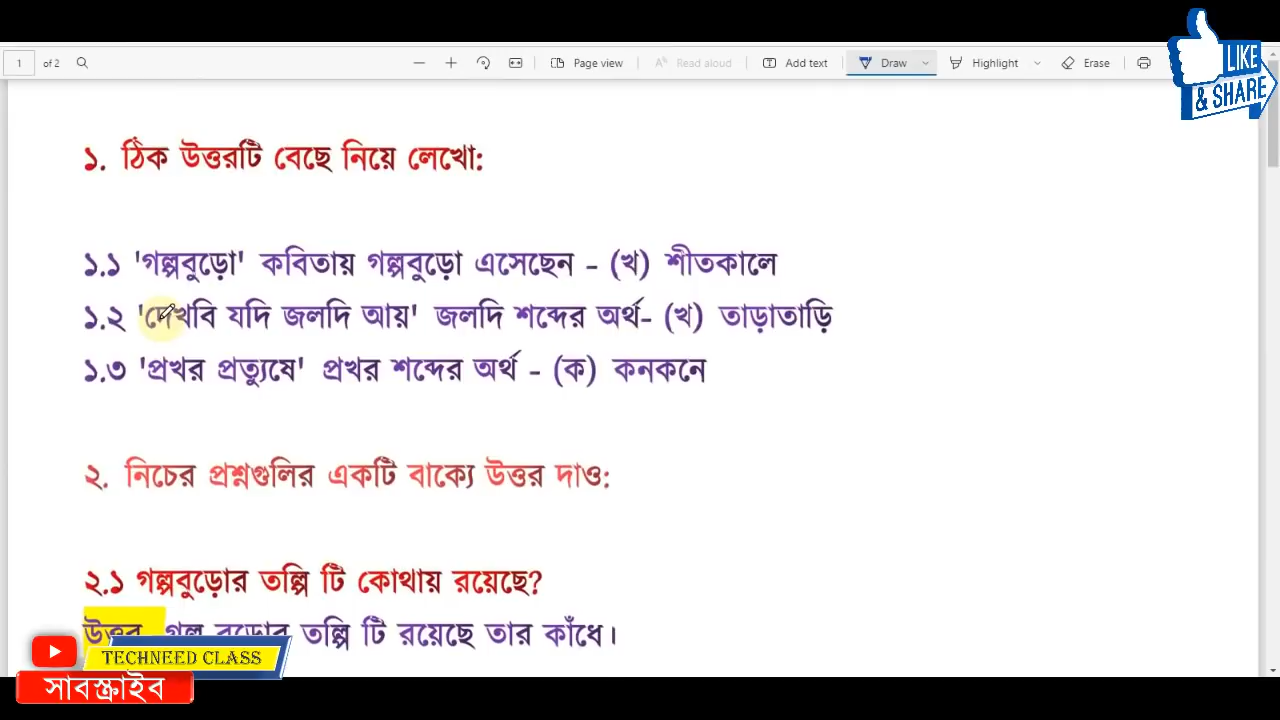 1 of 2 Page view Read aloud Add text Draw Highlight Erase
LIKE
& SHARE
১. ঠিক উত্তরটি বেছে নিয়ে লেখো:
১.১ 'গল্পবুড়ো' কবিতায় গল্পবুড়ো এসেছেন - (খ) শীতকালে
১.২ 'দেখবি যদি জলদি আয়' জলদি শব্দের অর্থ- (খ) তাড়াতাড়ি
১.৩ 'প্রখর প্রত্যুষে' প্রখর শব্দের অর্থ - (ক) কনকনে
২. নিচের প্রশ্নগুলির একটি বাক্যে উত্তর দাও:
২.১ গল্পবুড়োর তল্পি টি কোথায় রয়েছে?
উত্তর গল্প বুড়োর তল্পি টি রয়েছে তার কাঁধে।
TECHNEED CLASS
সাবস্ক্রাইব